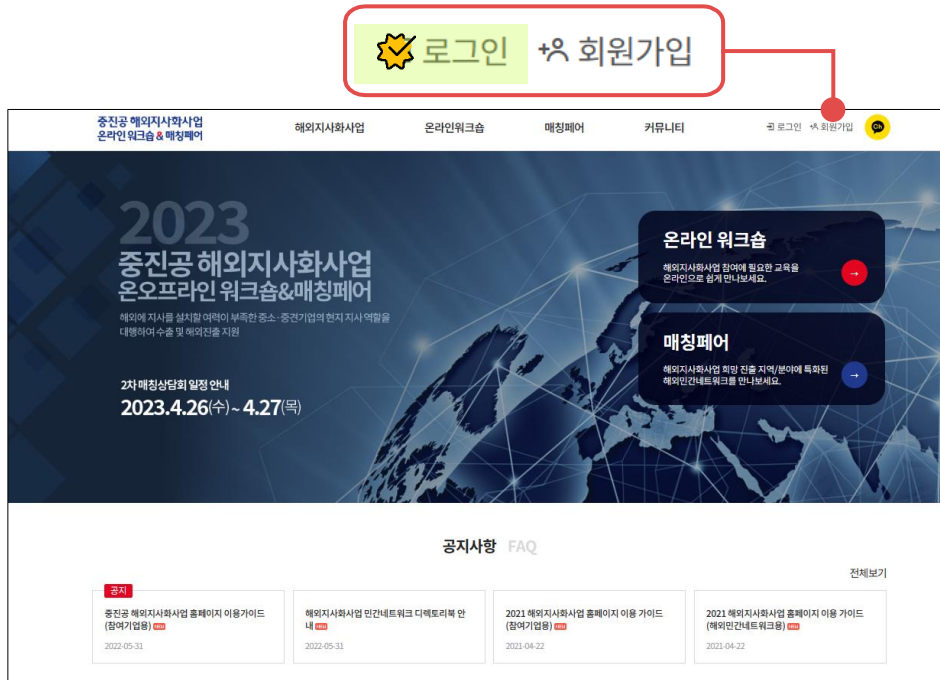 로그인 회원가입
중진공 해외지사화사업
온라인 워크숍 & 매칭페어
해외지사화사업 온라인워크숍 매칭페어 커뮤니티 로그인 회원가입 Ch
2023
중진공 해외지사화사업
온오프라인 워크숍&매칭페어
해외에 지사를 설치할 여력이 부족한 중소·중견기업의 현지 지사 역할을
대행하여 수출 및 해외진출 지원
2차 매칭상담회 일정 안내
2023.4.26(수) ~ 4.27(목)
온라인 워크숍
해외지사화사업 참여에 필요한 교육을
온라인으로 쉽게 만나보세요.
매칭페어
해외지사화사업 희망 진출 지역/분야에 특화된
해외민간네트워크를 만나보세요.
공지사항 FAQ
전체보기
공지
중진공 해외지사화사업 홈페이지 이용가이드
(참여기업용) NEW
2022-05-31
해외지사화사업 민간네트워크 디렉토리북 안
내 NEW
2022-05-31
2021 해외지사화사업 홈페이지 이용 가이드
(참여기업용) NEW
2021-04-22
2021 해외지사화사업 홈페이지 이용 가이드
(해외민간네트워크용) NEW
2021-04-22